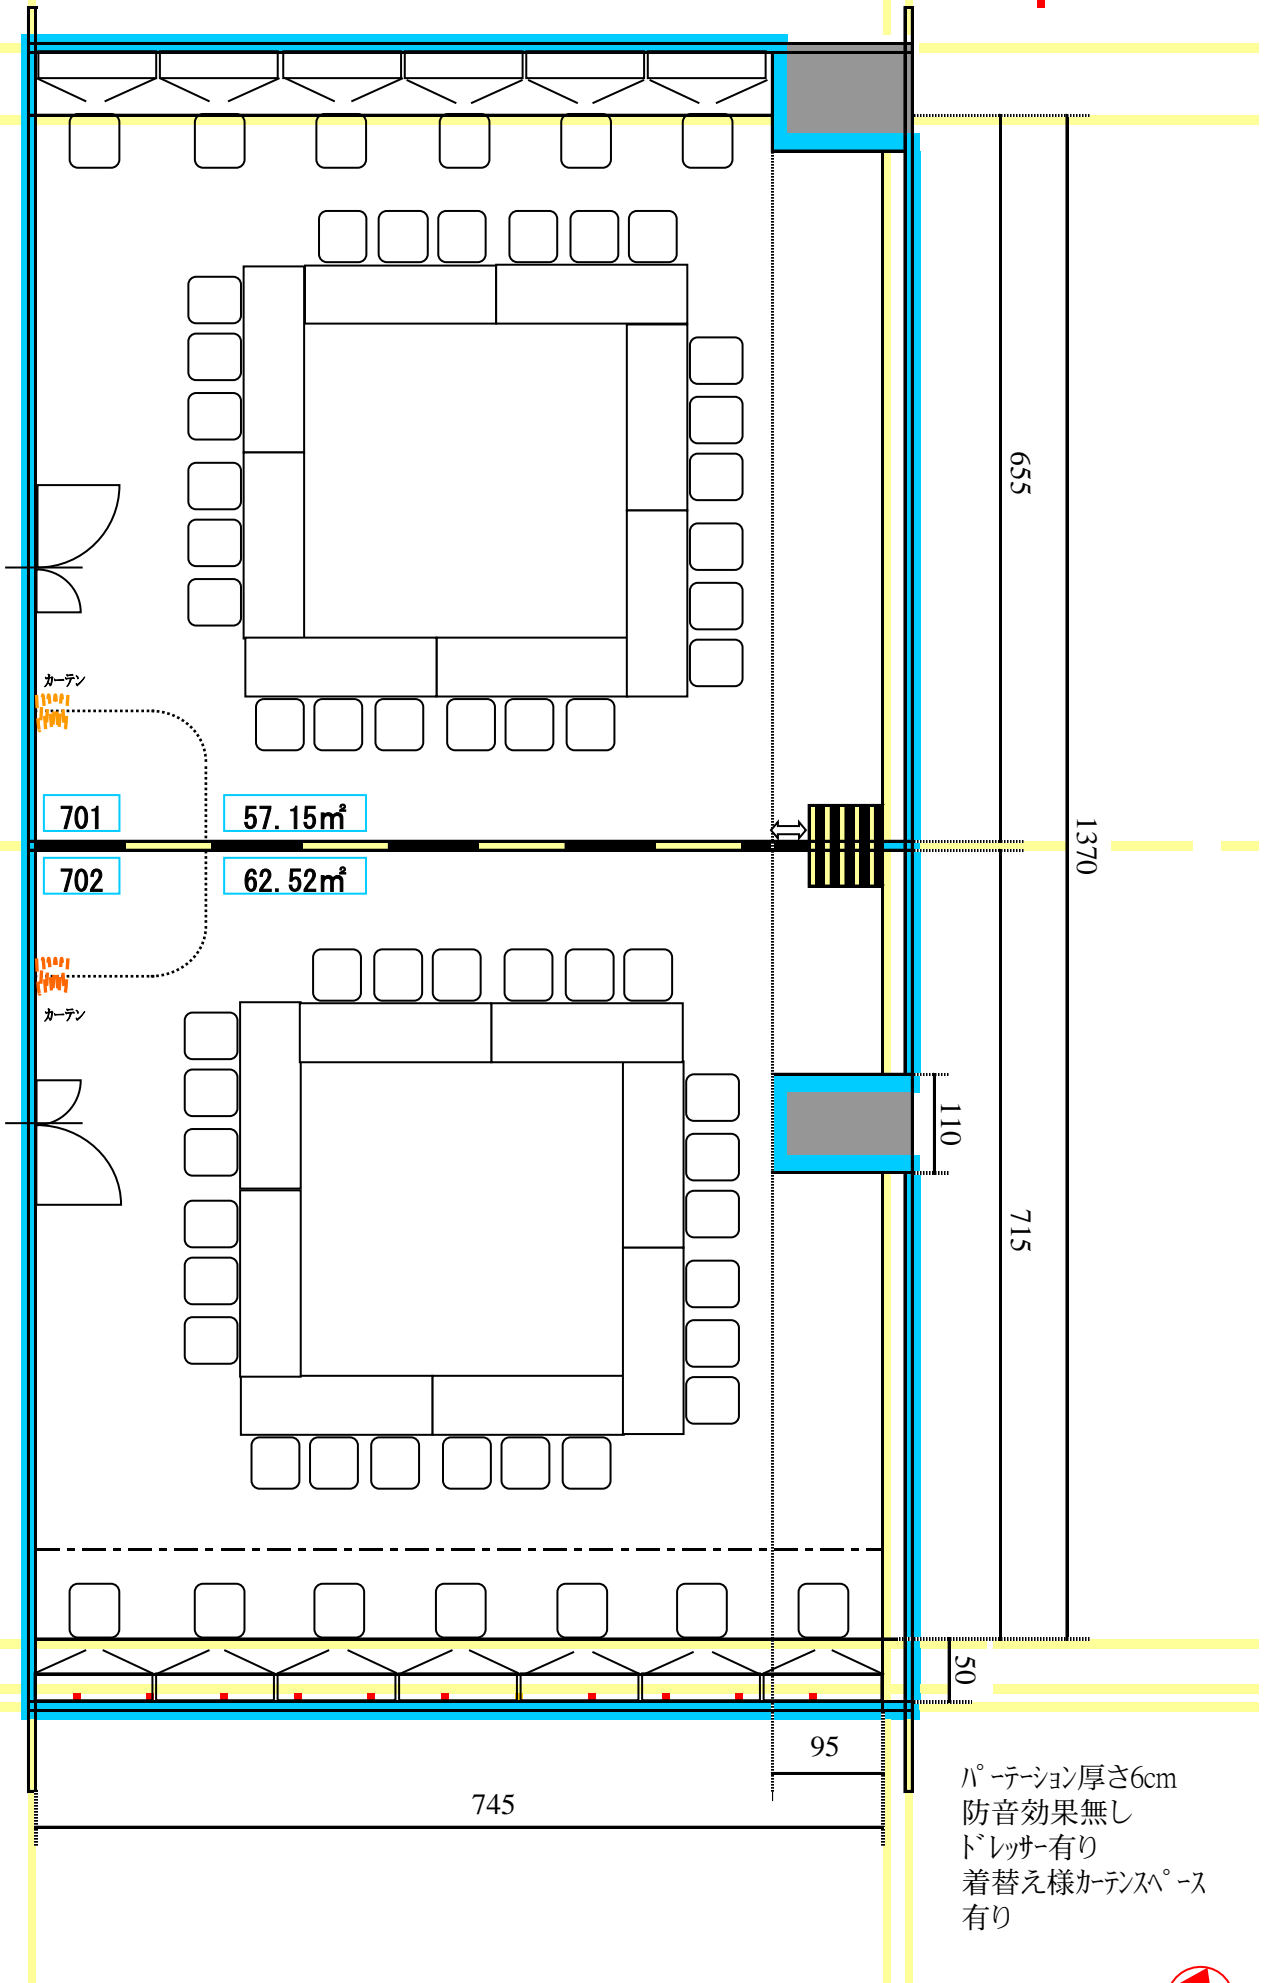 655
カーテン
701
57.15㎡
1370
702
62.52㎡
カーテン
110
715
50
95
745
パーテーション厚さ6cm
防音効果無し
ドレッサー有り
着替え様カーテンスペース
有り